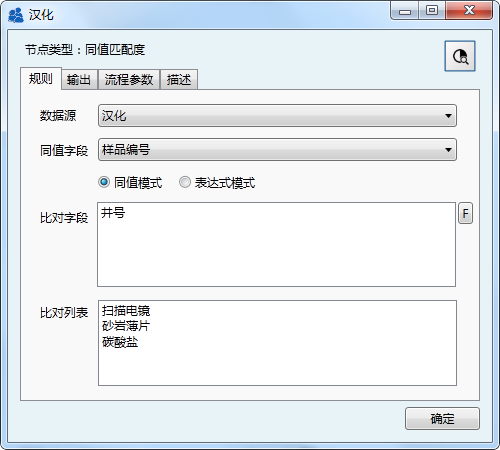 汉化
节点类型：同值匹配度
规则 输出 流程参数 描述
数据源 汉化
同值字段 样品编号
同值模式 表达式模式
比对字段 井号 F
比对列表 扫描电镜
砂岩薄片
碳酸盐
确定